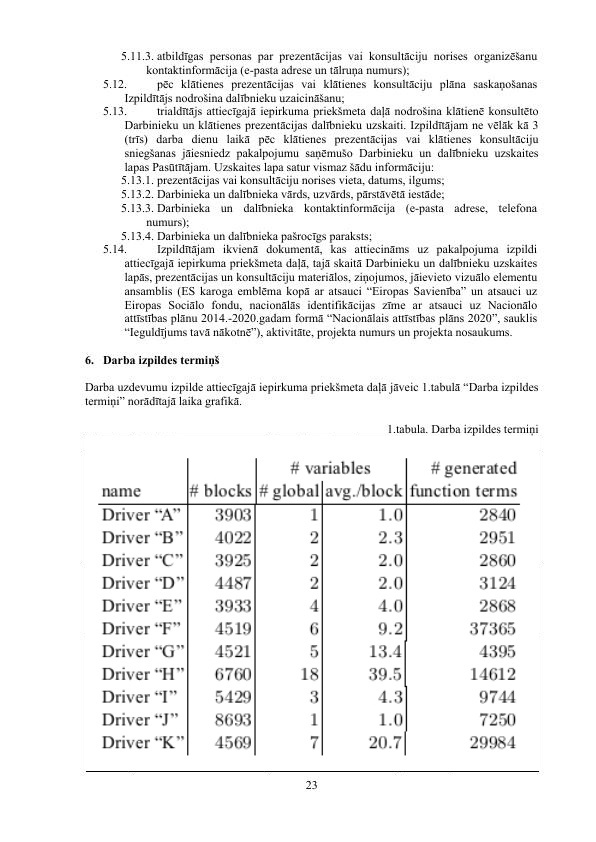 5.11.3. atbildīgas personas par prezentācijas vai konsultāciju norises organizēšanu
kontaktinformācija (e-pasta adrese un tālruņa numurs);
5.12. pēc klātienes prezentācijas vai klātienes konsultāciju plāna saskaņošanas
Izpildītājs nodrošina dalībnieku uzaicināšanu;
5.13. trialdītājs attiecīgajā iepirkuma priekšmeta daļā nodrošina klātienē konsultēto
Darbinieku un klātienes prezentācijas dalībnieku uzskaiti. Izpildītājam ne vēlāk kā 3
(trīs) darba dienu laikā pēc klātienes prezentācijas vai klātienes konsultāciju
sniegšanas jāiesniedz pakalpojumu saņēmušo Darbinieku un dalībnieku uzskaites
lapas Pasūtītājam. Uzskaites lapa satur vismaz šādu informāciju:
5.13.1. prezentācijas vai konsultāciju norises vieta, datums, ilgums;
5.13.2. Darbinieka un dalībnieka vārds, uzvārds, pārstāvētā iestāde;
5.13.3. Darbinieka un dalībnieka kontaktinformācija (e-pasta adrese, telefona
numurs);
5.13.4. Darbinieka un dalībnieka pašrocīgs paraksts;
5.14. Izpildītājam ikvienā dokumentā, kas attiecināms uz pakalpojuma izpildi
attiecīgajā iepirkuma priekšmeta daļā, tajā skaitā Darbinieku un dalībnieku uzskaites
lapās, prezentācijas un konsultāciju materiālos, ziņojumos, jāievieto vizuālo elementu
ansamblis (ES karoga emblēma kopā ar atsauci “Eiropas Savienība” un atsauci uz
Eiropas Sociālo fondu, nacionālās identifikācijas zīme ar atsauci uz Nacionālo
attīstības plānu 2014.-2020.gadam formā “Nacionālais attīstības plāns 2020”, sauklis
“Ieguldījums tavā nākotnē”), aktivitāte, projekta numurs un projekta nosaukums.
6. Darba izpildes termiņš
Darba uzdevumu izpilde attiecīgajā iepirkuma priekšmeta daļā jāveic 1.tabulā “Darba izpildes
termiņi” norādītajā laika grafikā.
1.tabula. Darba izpildes termiņi
# variables # generated
name # blocks # global avg./block function terms
Driver “A” 3903 1 1.0 2840
Driver “B” 4022 2 2.3 2951
Driver “C” 3925 2 2.0 2860
Driver “D” 4487 2 2.0 3124
Driver “E” 3933 4 4.0 2868
Driver “F” 4519 6 9.2 37365
Driver “G” 4521 5 13.4 4395
Driver “H” 6760 18 39.5 14612
Driver “I” 5429 3 4.3 9744
Driver “J” 8693 1 1.0 7250
Driver “K” 4569 7 20.7 29984
23